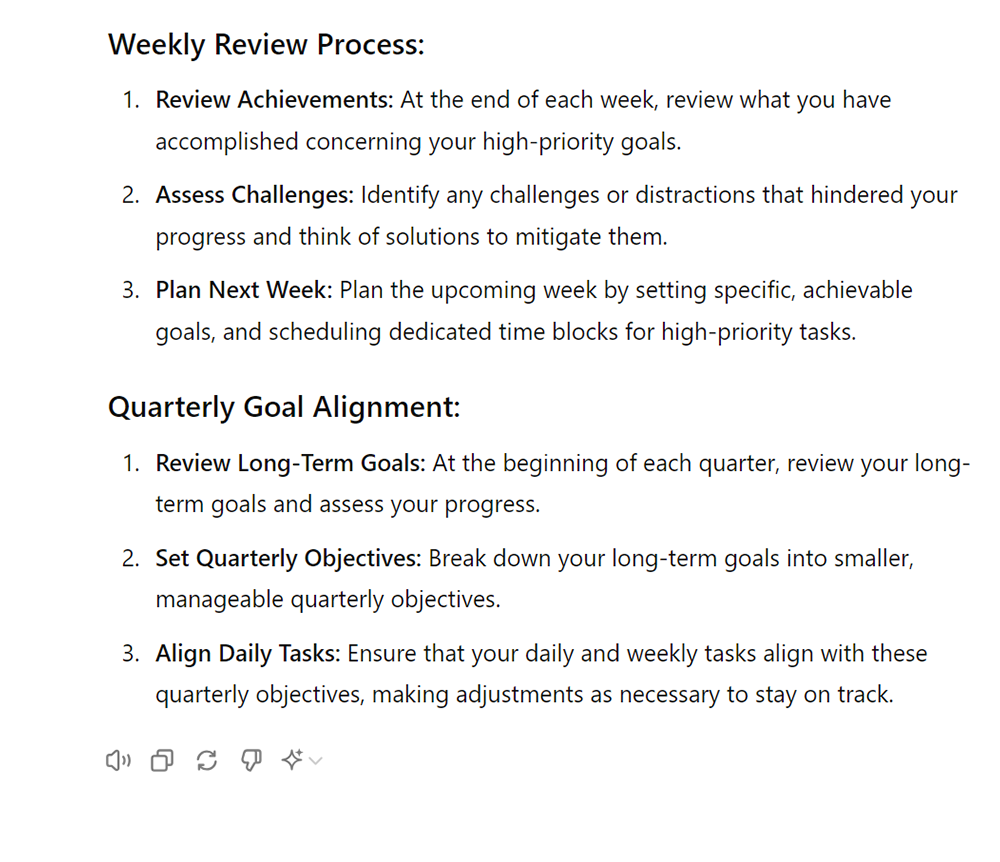 Weekly Review Process:
1. Review Achievements: At the end of each week, review what you have
accomplished concerning your high-priority goals.
2. Assess Challenges: Identify any challenges or distractions that hindered your
progress and think of solutions to mitigate them.
3. Plan Next Week: Plan the upcoming week by setting specific, achievable
goals, and scheduling dedicated time blocks for high-priority tasks.
Quarterly Goal Alignment:
1. Review Long-Term Goals: At the beginning of each quarter, review your long-
term goals and assess your progress.
2. Set Quarterly Objectives: Break down your long-term goals into smaller,
manageable quarterly objectives.
3. Align Daily Tasks: Ensure that your daily and weekly tasks align with these
quarterly objectives, making adjustments as necessary to stay on track.